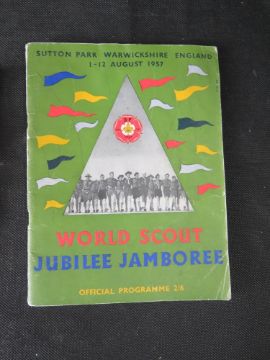 SUTTON PARK WARWICKSHIRE ENGLAND
1-12 AUGUST 1957
WORLD SCOUT
JUBILEE JAMBOREE
OFFICIAL PROGRAMME 2/6